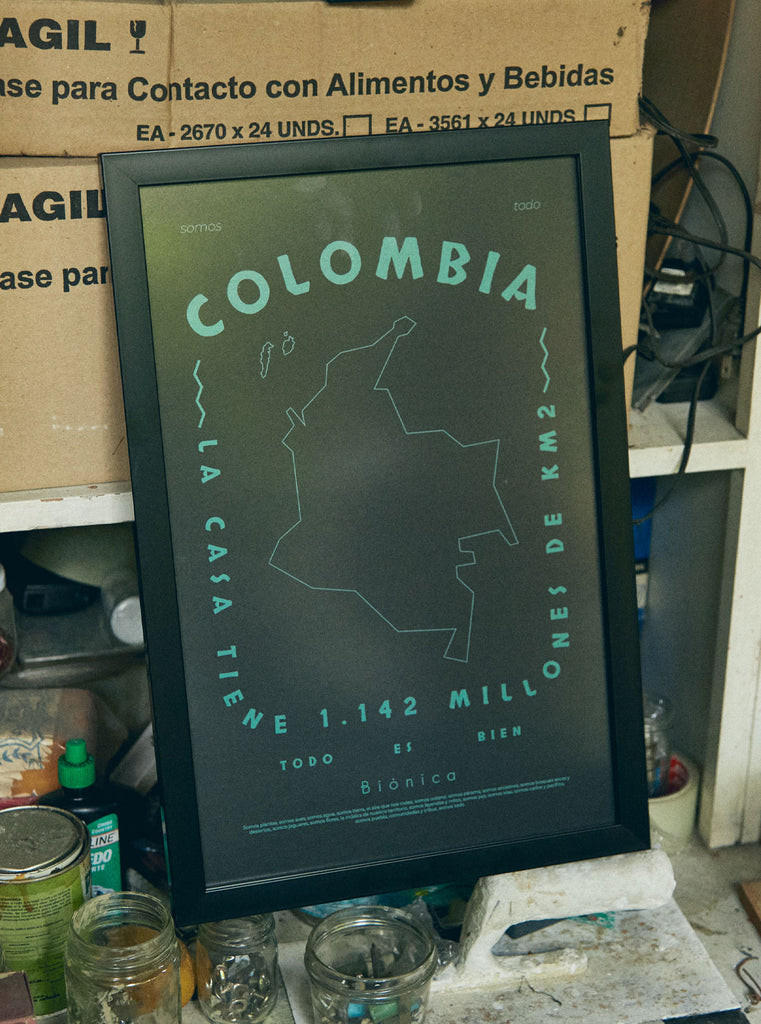 AGIL
ase para Contacto con Alimentos y Bebidas
EA - 2670 x 24 UNDS. EA - 3561 x 24 UNDS.
AGIL
ase par
somos todo
COLOMBIA
LA CASA TIENE 1.142 MILLONES DE KM2
TODO ES BIEN
Biónica